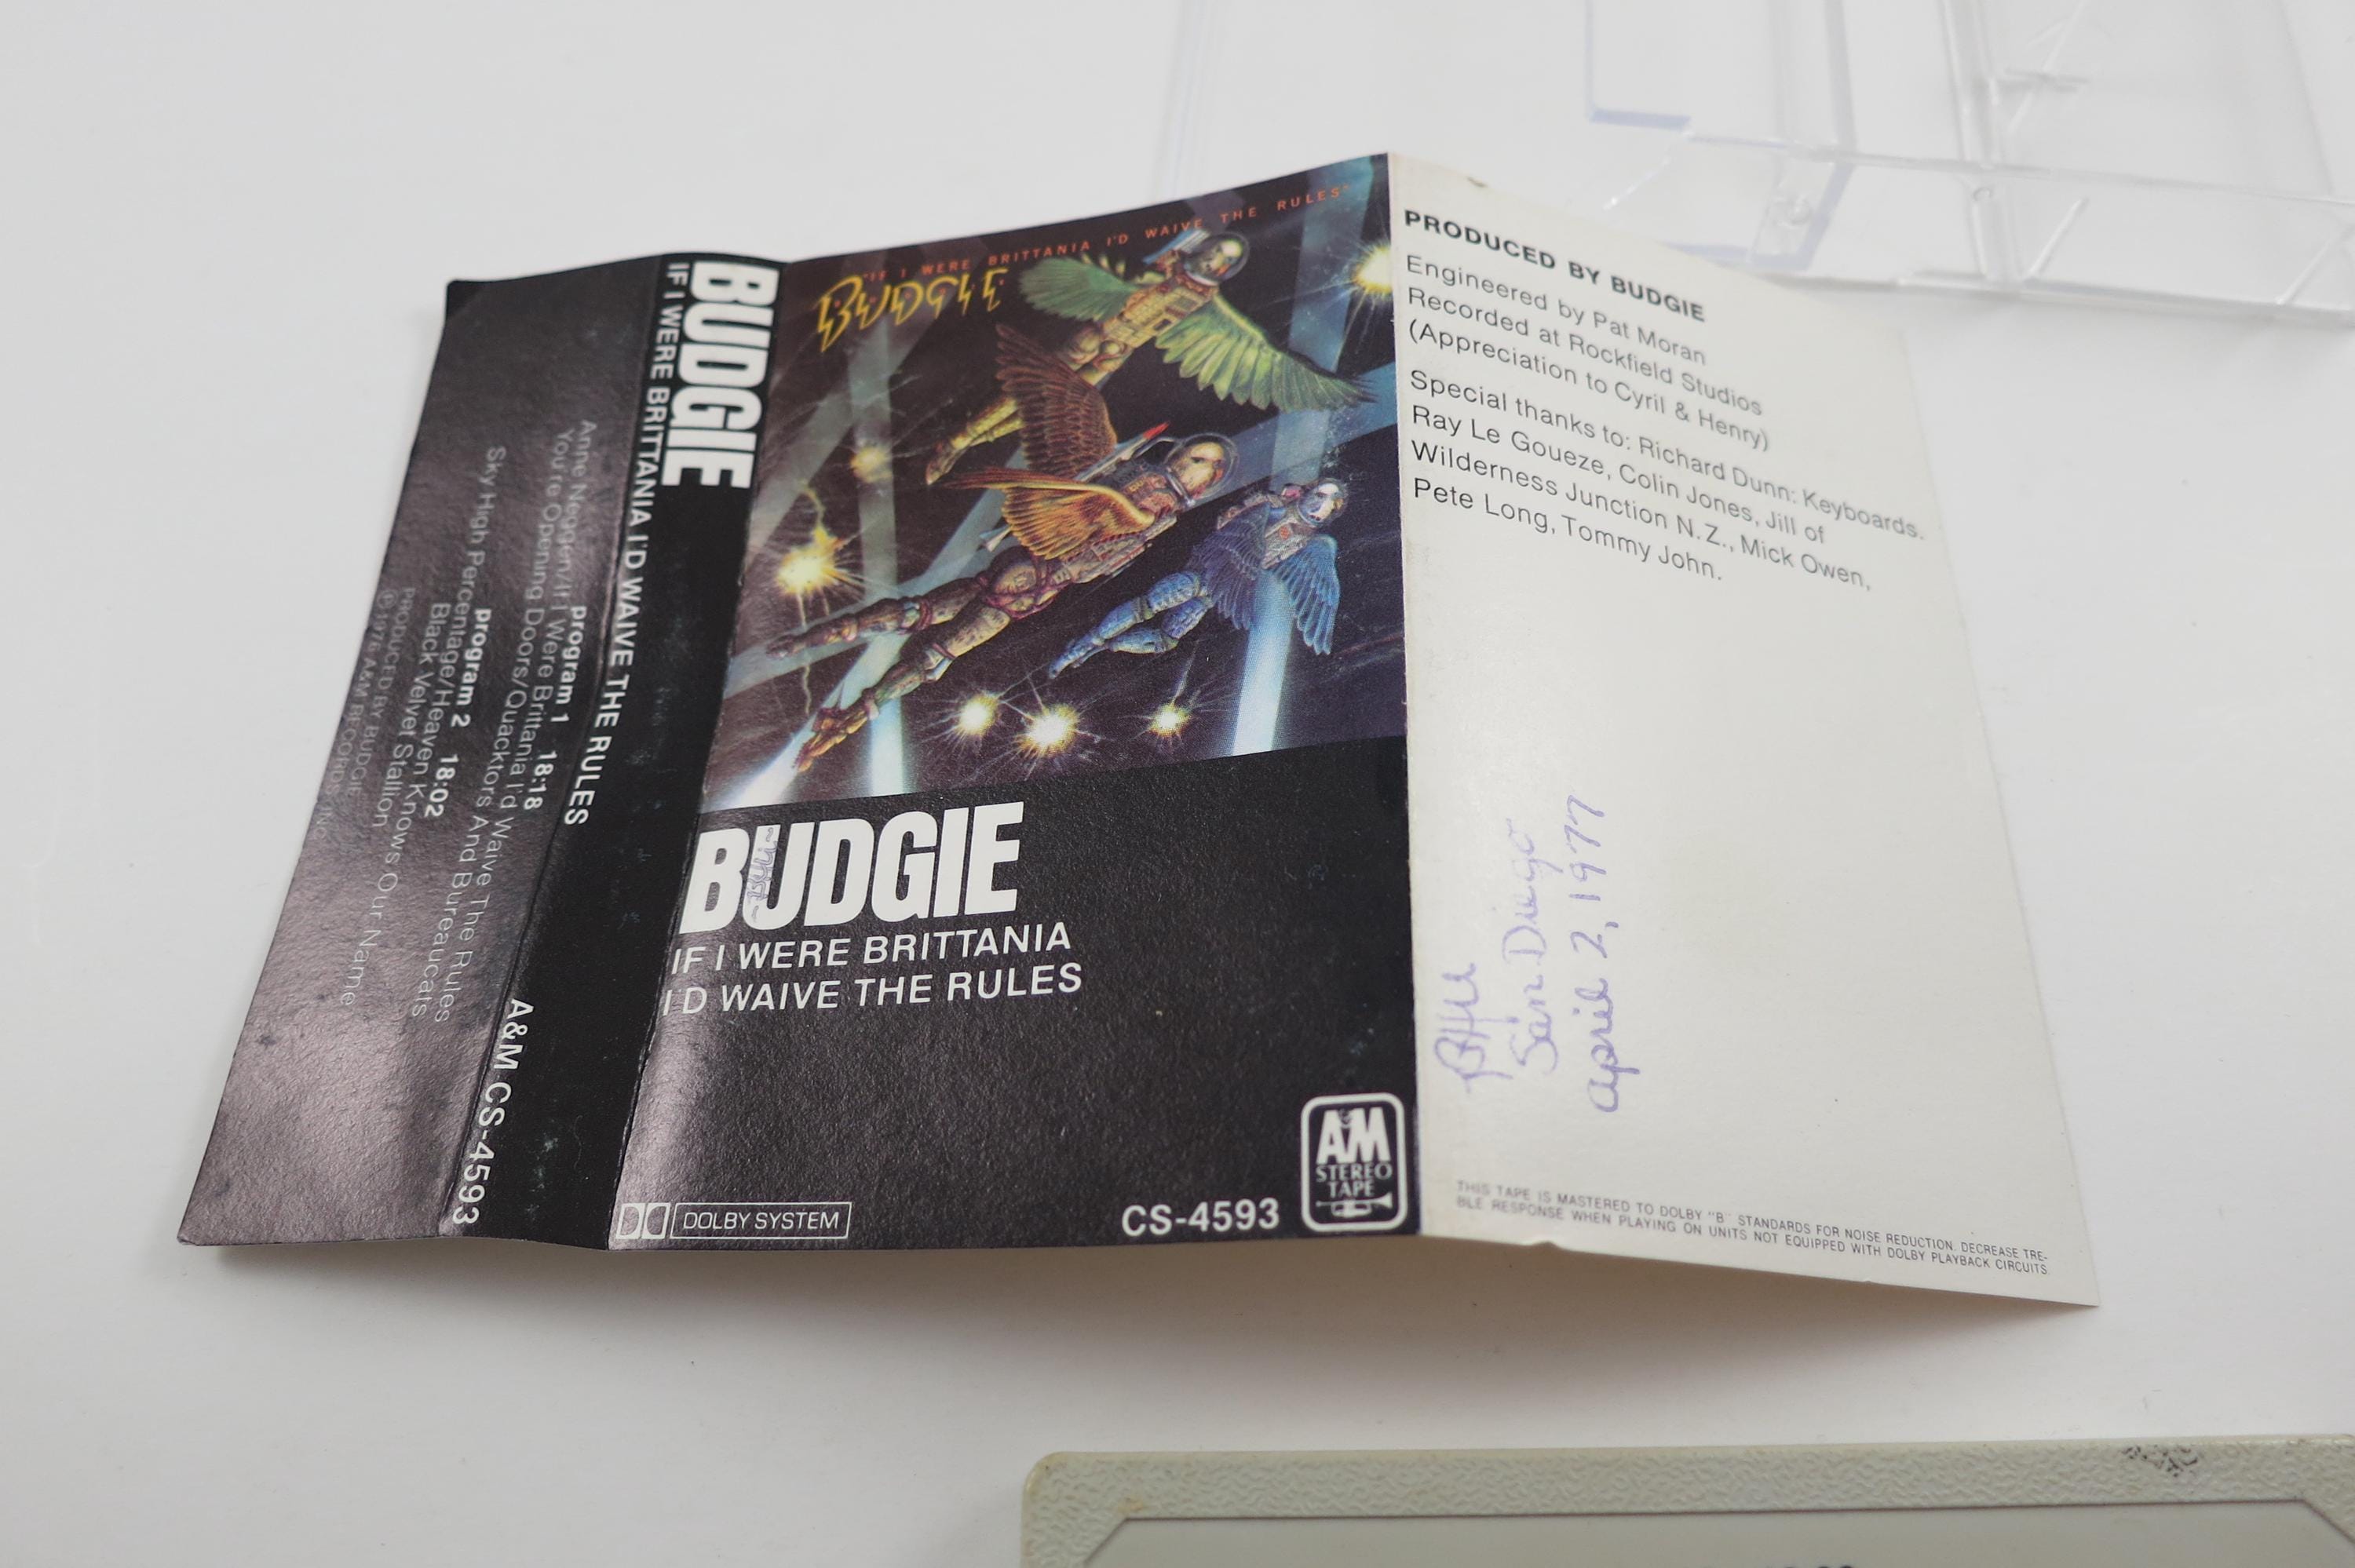 BUDGIE
IF I WERE BRITTANIA I'D WAIVE THE RULES
A&M CS-4593
program 1 18:18
Anne Neggen/If I Were Brittania I'd Waive The Rules
You're Opening Doors/Quacktors And Bureaucats
program 2 18:02
Sky High Percentage/Heaven Knows Our Name
Black Velvet Stallion
PRODUCED BY BUDGIE
℗1976 A&M RECORDS, INC.
"IF I WERE BRITTANIA I'D WAIVE THE RULES"
BUDGIE
BUDGIE
IF I WERE BRITTANIA
I'D WAIVE THE RULES
DOLBY SYSTEM
CS-4593
A&M
STEREO
TAPE
PRODUCED BY BUDGIE
Engineered by Pat Moran
Recorded at Rockfield Studios
(Appreciation to Cyril & Henry)
Special thanks to: Richard Dunn: Keyboards.
Ray Le Goueze, Colin Jones, Jill of
Wilderness Junction N.Z., Mick Owen,
Pete Long, Tommy John.
San Diego
April 2, 1977
THIS TAPE IS MASTERED TO DOLBY "B" STANDARDS FOR NOISE REDUCTION. DECREASE TRE-
BLE RESPONSE WHEN PLAYING ON UNITS NOT EQUIPPED WITH DOLBY PLAYBACK CIRCUITS.